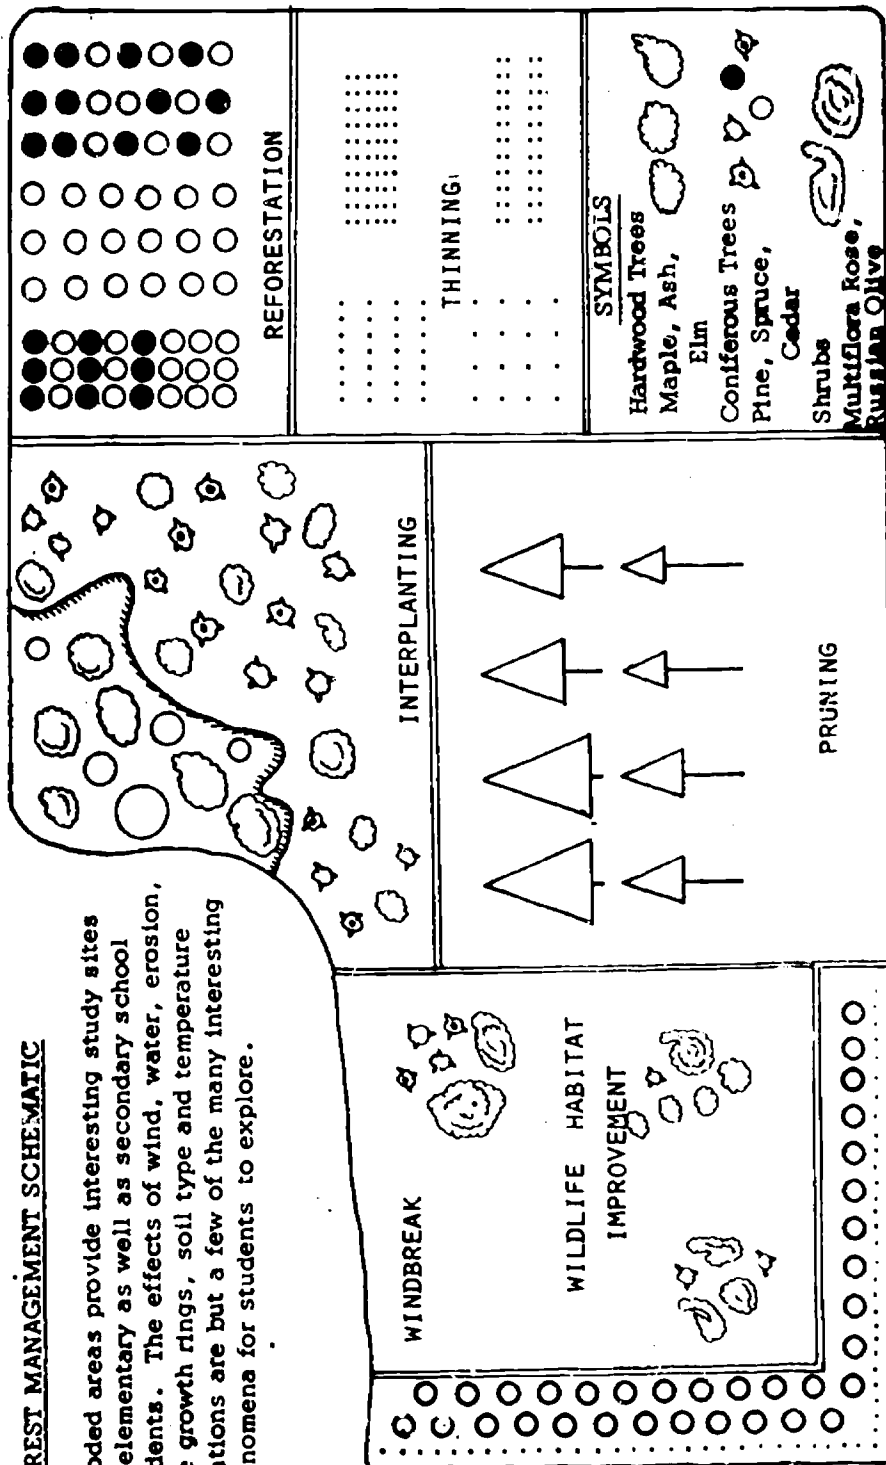 REST MANAGEMENT SCHEMATIC
oded areas provide interesting study sites
elementary as well as secondary school
dents. The effects of wind, water, erosion,
e growth rings, soil type and temperature
ations are but a few of the many interesting
nomena for students to explore.
REFORESTATION
INTERPLANTING
THINNING
WINDBREAK
WILDLIFE HABITAT
IMPROVEMENT
PRUNING
SYMBOLS
Hardwood Trees
Maple, Ash,
Elm
Coniferous Trees
Pine, Spruce,
Cedar
Shrubs
Multiflora Rose,
Russian Olive